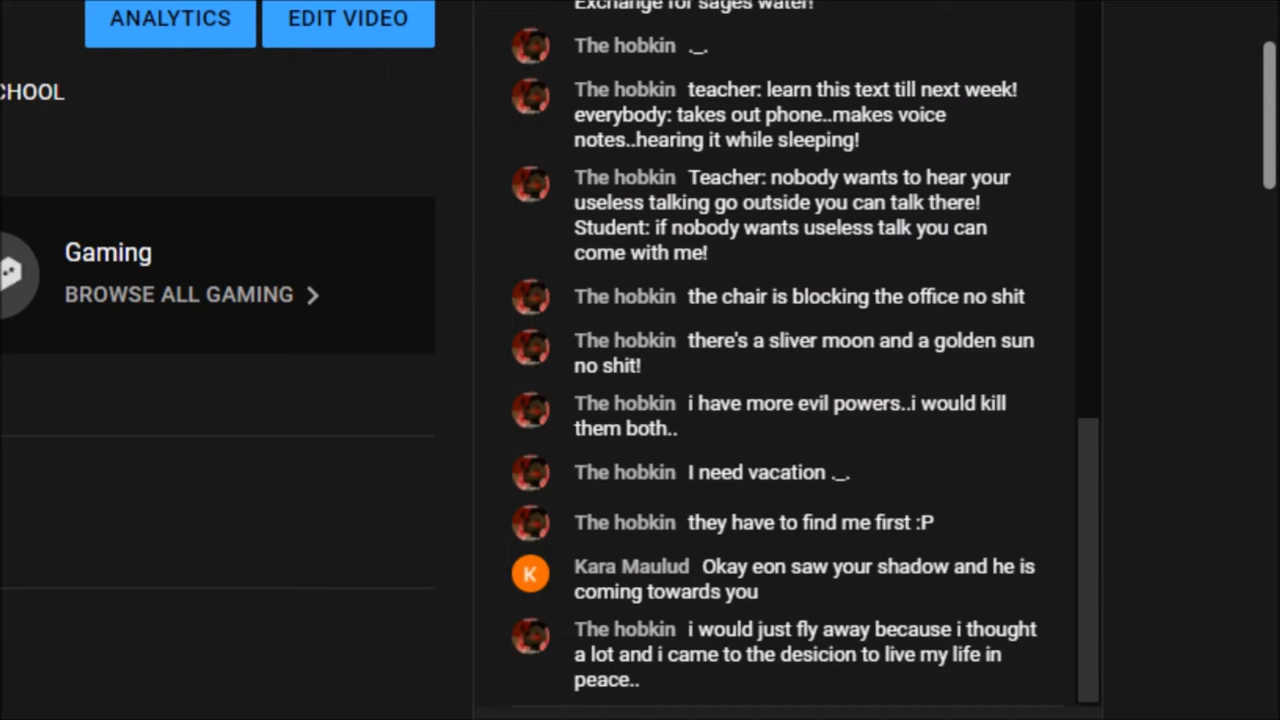 ANALYTICS
EDIT VIDEO
CHOOL
Gaming
BROWSE ALL GAMING
Exchange for sages water!
The hobkin ._.
The hobkin teacher: learn this text till next week!
everybody: takes out phone..makes voice
notes..hearing it while sleeping!
The hobkin Teacher: nobody wants to hear your
useless talking go outside you can talk there!
Student: if nobody wants useless talk you can
come with me!
The hobkin the chair is blocking the office no shit
The hobkin there's a sliver moon and a golden sun
no shit!
The hobkin i have more evil powers..i would kill
them both..
The hobkin I need vacation ._.
The hobkin they have to find me first :P
K
Kara Maulud Okay eon saw your shadow and he is
coming towards you
The hobkin i would just fly away because i thought
a lot and i came to the desicion to live my life in
peace..